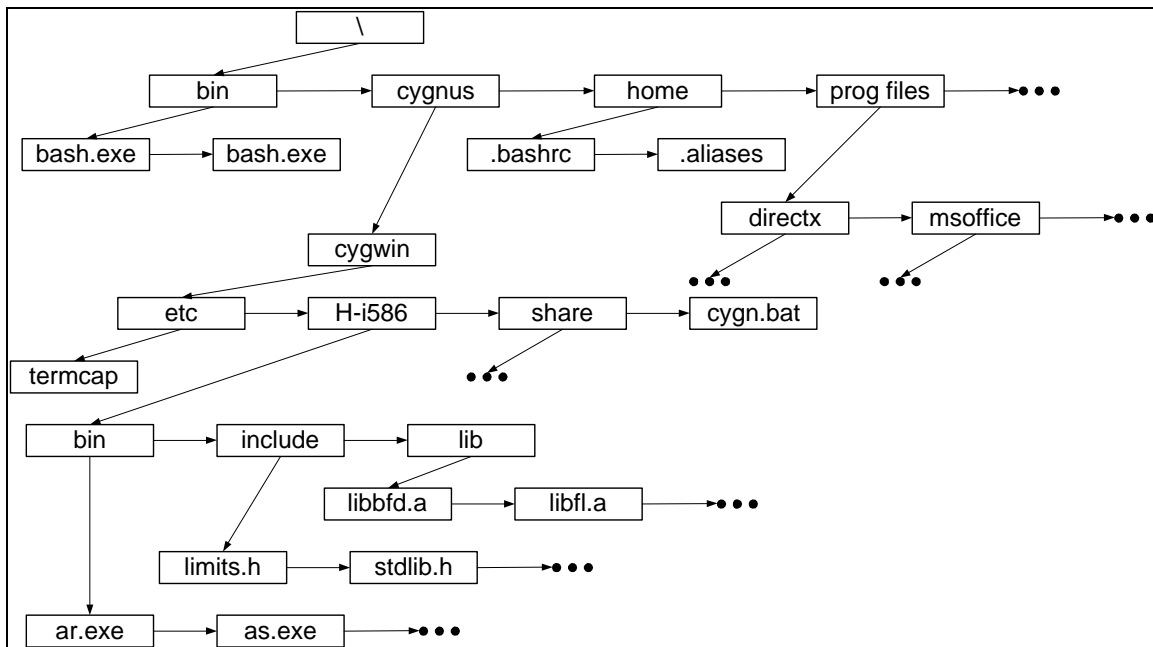 \
bin cygnus home prog files •••
bash.exe bash.exe .bashrc .aliases
directx msoffice •••
cygwin
••• •••
etc H-i586 share cygn.bat
termcap •••
bin include lib
libbfd.a libfl.a •••
limits.h stdlib.h •••
ar.exe as.exe •••